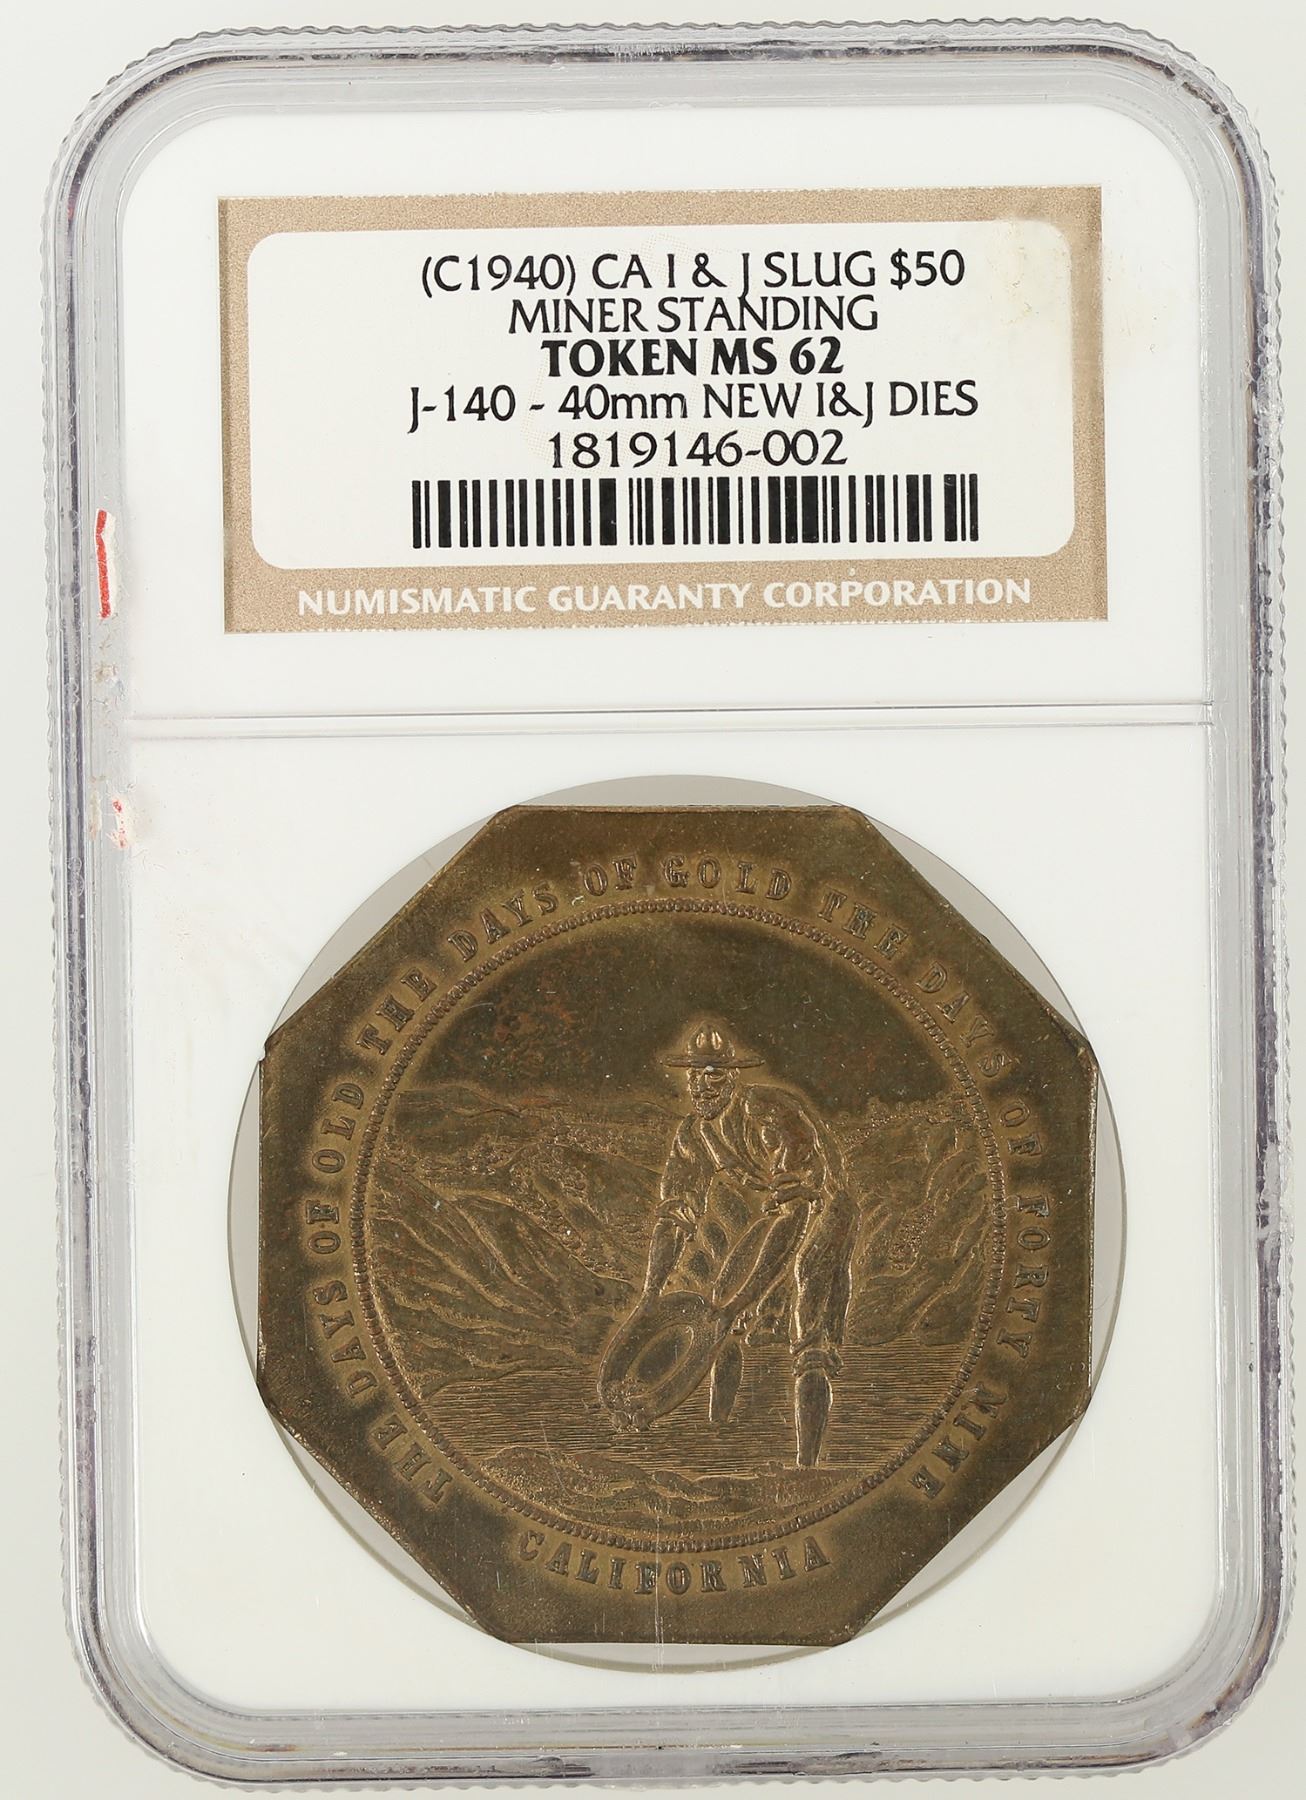 (C1940) CA I & J SLUG $50
MINER STANDING
TOKEN MS 62
J-140 - 40mm NEW I&J DIES
1819146-002
NUMISMATIC GUARANTY CORPORATION
THE DAYS OF OLD THE DAYS OF GOLD THE DAYS OF FORTY NINE
CALIFORNIA